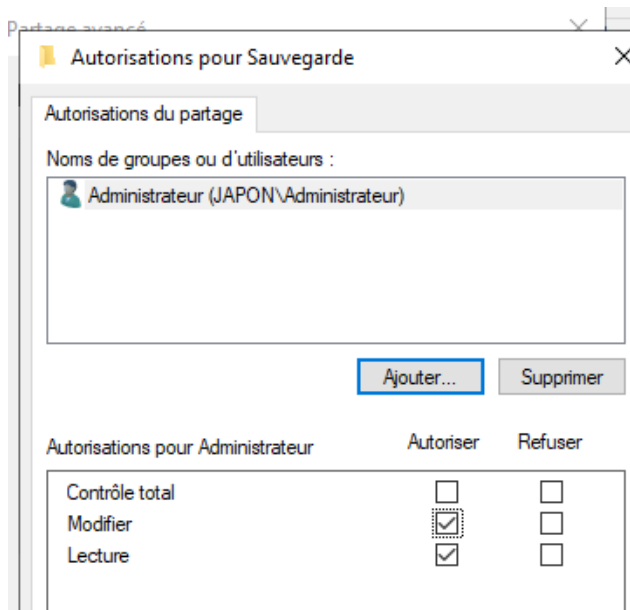 Partage avancé
Autorisations pour Sauvegarde
Autorisations du partage
Noms de groupes ou d'utilisateurs :
Administrateur (JAPON\Administrateur)
Ajouter...
Supprimer
Autorisations pour Administrateur Autoriser Refuser
Contrôle total
Modifier
Lecture